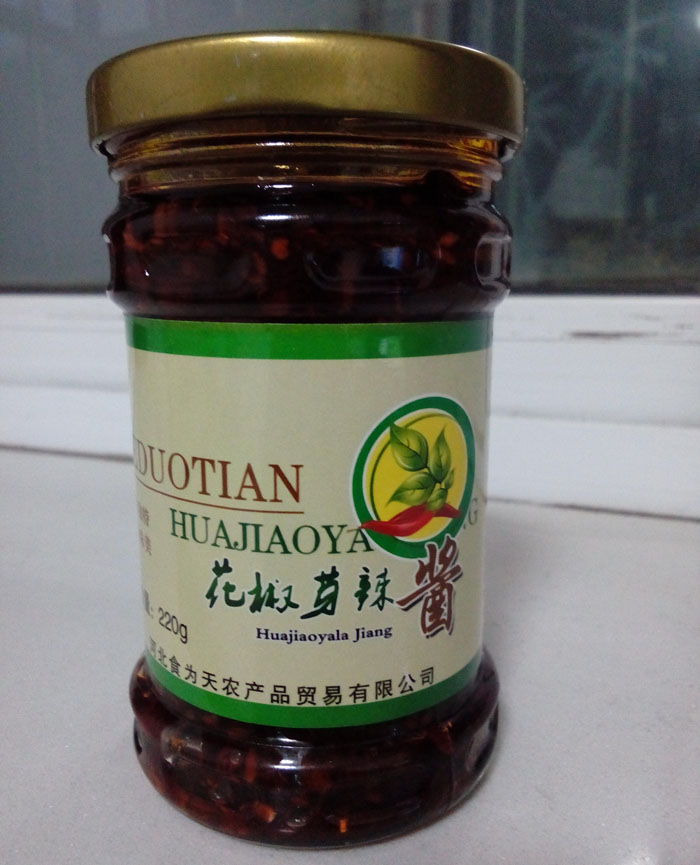 DUOTIAN
HUAJIAOYA
G
花椒芽辣酱
Huajiaoyala Jiang
220g
北食为天农产品贸易有限公司